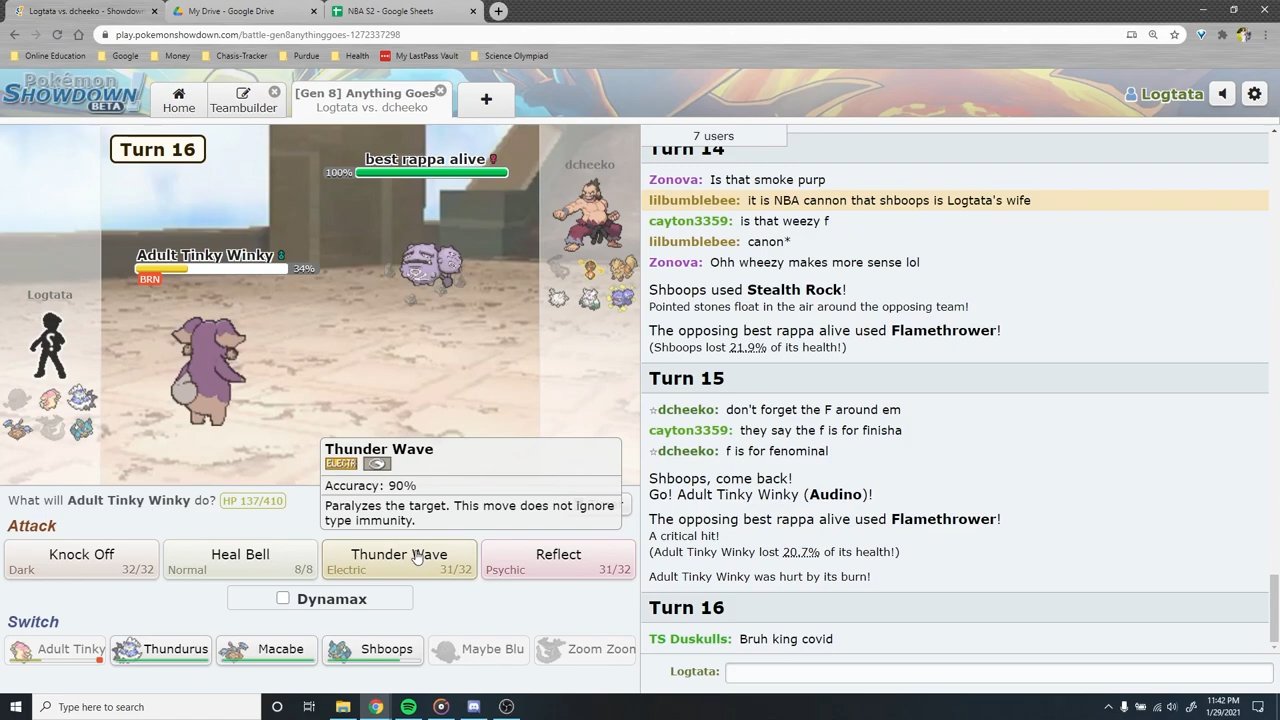 Logtata vs. dcheeko - Showdown
My Drive - Google Drive
NBA S2 - Google Sheets
play.pokemonshowdown.com/battle-gen8anythinggoes-1272337298
Online Education
Google
Money
Chasis-Tracker
Purdue
Health
My LastPass Vault
Science Olympiad
Pokémon
SHOWDOWN
BETA
Home
Teambuilder
[Gen 8] Anything Goes
Logtata vs. dcheeko
Logtata
Turn 16
best rappa alive
100%
dcheeko
Adult Tinky Winky
34%
BRN
Logtata
Thunder Wave
ELECTR
Accuracy: 90%
Paralyzes the target. This move does not ignore
type immunity.
What will Adult Tinky Winky do? HP 137/410
Attack
Knock Off
Dark 32/32
Heal Bell
Normal 8/8
Thunder Wave
Electric 31/32
Reflect
Psychic 31/32
Dynamax
Switch
Adult Tinky
Thundurus
Macabe
Shboops
Maybe Blu
Zoom Zoon
7 users
Turn 14
Zonova: Is that smoke purp
lilbumblebee: it is NBA cannon that shboops is Logtata's wife
cayton3359: is that weezy f
lilbumblebee: canon*
Zonova: Ohh wheezy makes more sense lol
Shboops used Stealth Rock!
Pointed stones float in the air around the opposing team!
The opposing best rappa alive used Flamethrower!
(Shboops lost 21.9% of its health!)
Turn 15
☆dcheeko: don't forget the F around em
cayton3359: they say the f is for finisha
☆dcheeko: f is for fenominal
Shboops, come back!
Go! Adult Tinky Winky (Audino)!
The opposing best rappa alive used Flamethrower!
A critical hit!
(Adult Tinky Winky lost 20.7% of its health!)
Adult Tinky Winky was hurt by its burn!
Turn 16
TS Duskulls: Bruh king covid
Logtata:
Type here to search
11:42 PM
1/29/2021